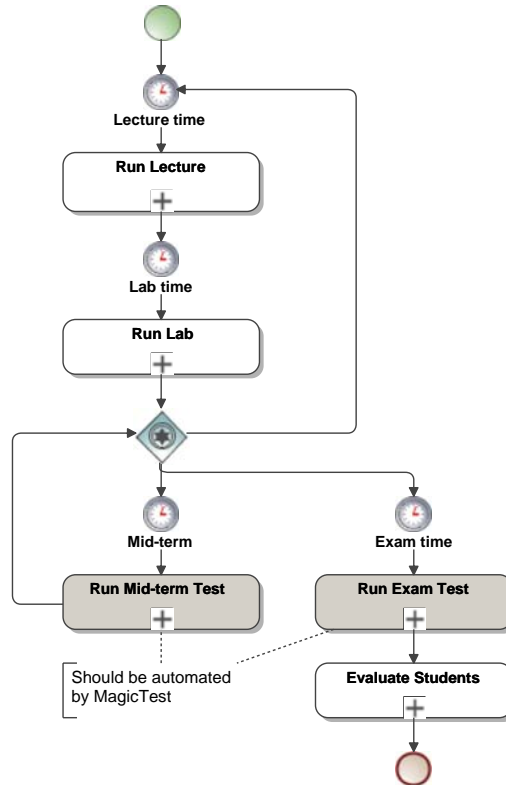 Lecture time
Run Lecture
Lab time
Run Lab
Mid-term
Exam time
Run Mid-term Test
Run Exam Test
Should be automated
by MagicTest
Evaluate Students